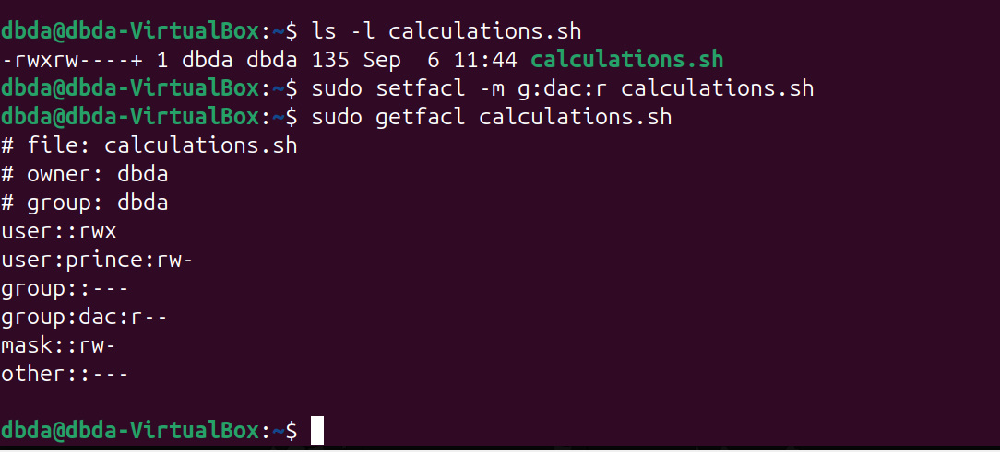 dbda@dbda-VirtualBox:~$ ls -l calculations.sh
-rwxrw----+ 1 dbda dbda 135 Sep  6 11:44 calculations.sh
dbda@dbda-VirtualBox:~$ sudo setfacl -m g:dac:r calculations.sh
dbda@dbda-VirtualBox:~$ sudo getfacl calculations.sh
# file: calculations.sh
# owner: dbda
# group: dbda
user::rwx
user:prince:rw-
group::---
group:dac:r--
mask::rw-
other::---

dbda@dbda-VirtualBox:~$